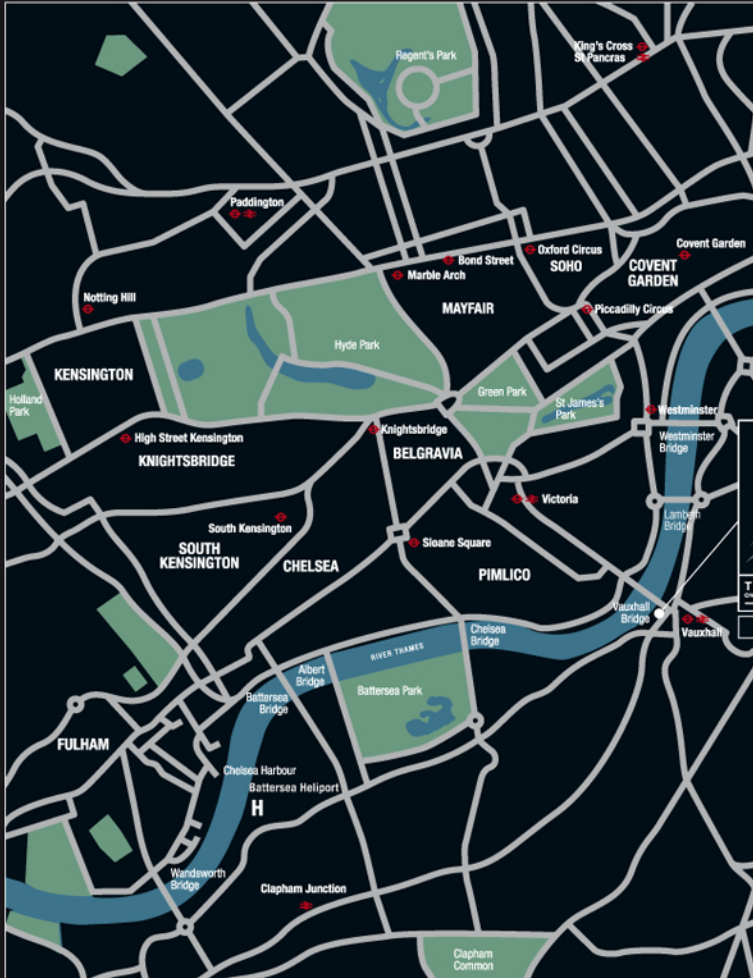 Regent's Park
King's Cross
St Pancras
Paddington
Notting Hill
Bond Street
Marble Arch
Oxford Circus
SOHO
Covent Garden
COVENT
GARDEN
MAYFAIR
Piccadilly Circus
Hyde Park
KENSINGTON
Holland
Park
Green Park
St James's
Park
Westminster
Westminster
Bridge
High Street Kensington
KNIGHTSBRIDGE
Knightsbridge
BELGRAVIA
Victoria
Lambeth
Bridge
South Kensington
SOUTH
KENSINGTON
CHELSEA
Sloane Square
PIMLICO
Vauxhall
Bridge
Vauxhall
Chelsea
Bridge
RIVER THAMES
Albert
Bridge
Battersea
Bridge
Battersea Park
FULHAM
Chelsea Harbour
Battersea Heliport
H
Wandsworth
Bridge
Clapham Junction
Clapham
Common